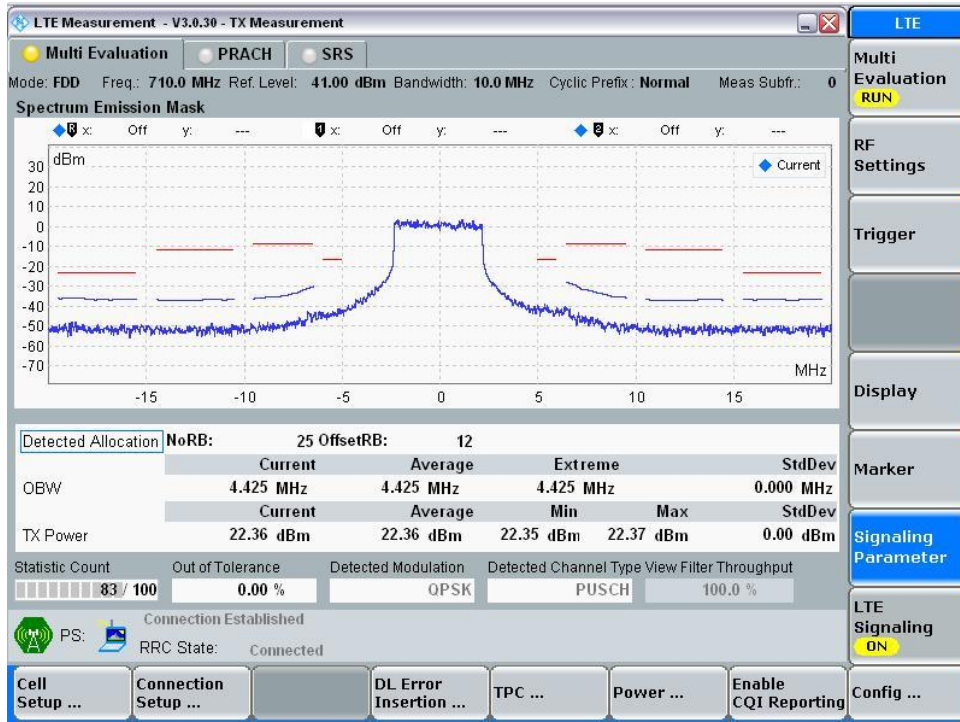 LTE Measurement - V3.0.30 - TX Measurement
LTE
Multi Evaluation PRACH SRS
Multi Evaluation RUN
Mode: FDD Freq.: 710.0 MHz Ref. Level: 41.00 dBm Bandwidth: 10.0 MHz Cyclic Prefix: Normal Meas Subfr.: 0
Spectrum Emission Mask
R x: Off y: --- 1 x: Off y: --- 2 x: Off y: ---
dBm
Current
30
20
10
0
-10
-20
-30
-40
-50
-60
-70
MHz
-15 -10 -5 0 5 10 15
RF Settings
Trigger
Display
Marker
Signaling Parameter
LTE Signaling ON
Detected Allocation NoRB: 25 OffsetRB: 12
Current Average Extreme StdDev
OBW 4.425 MHz 4.425 MHz 4.425 MHz 0.000 MHz
Current Average Min Max StdDev
TX Power 22.36 dBm 22.36 dBm 22.35 dBm 22.37 dBm 0.00 dBm
Statistic Count Out of Tolerance Detected Modulation Detected Channel Type View Filter Throughput
83 / 100 0.00 % QPSK PUSCH 100.0 %
PS: Connection Established
RRC State: Connected
Cell Setup ...
Connection Setup ...
DL Error Insertion ...
TPC ...
Power ...
Enable CQI Reporting
Config ...